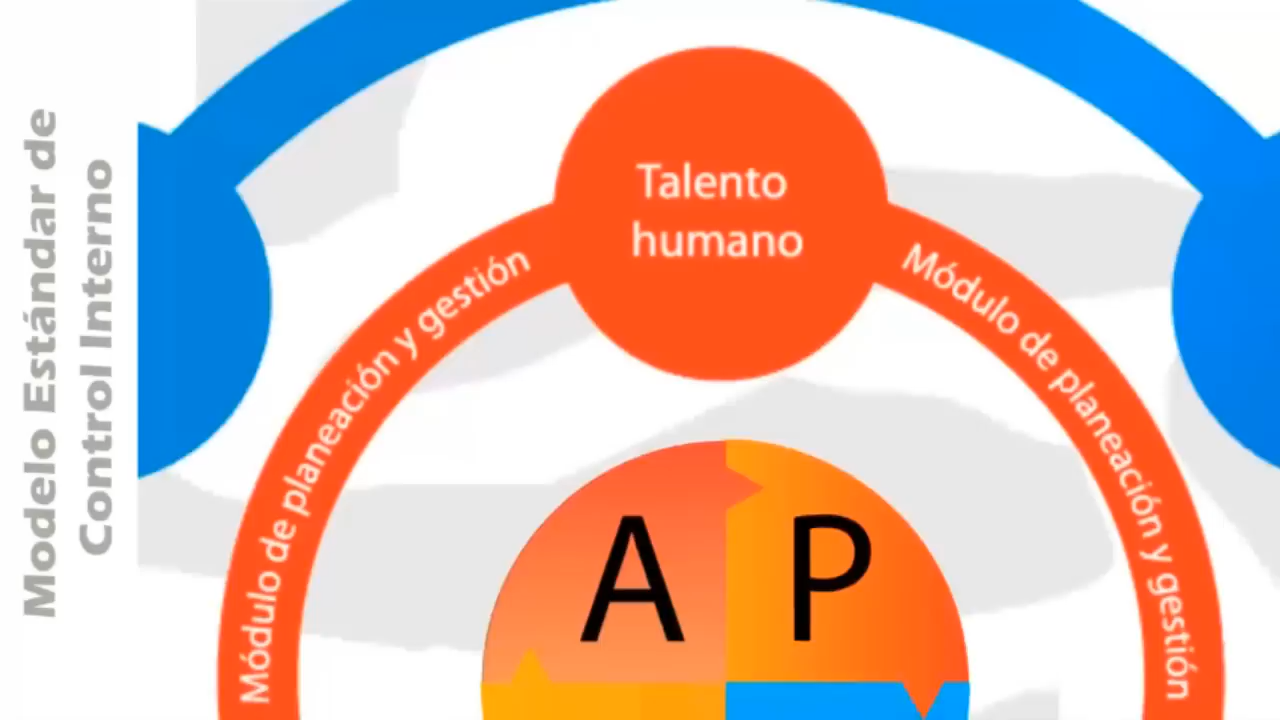 Modelo Estándar de
Control Interno
Talento
humano
Módulo de planeación y gestión
Módulo de planeación y gestión
A P